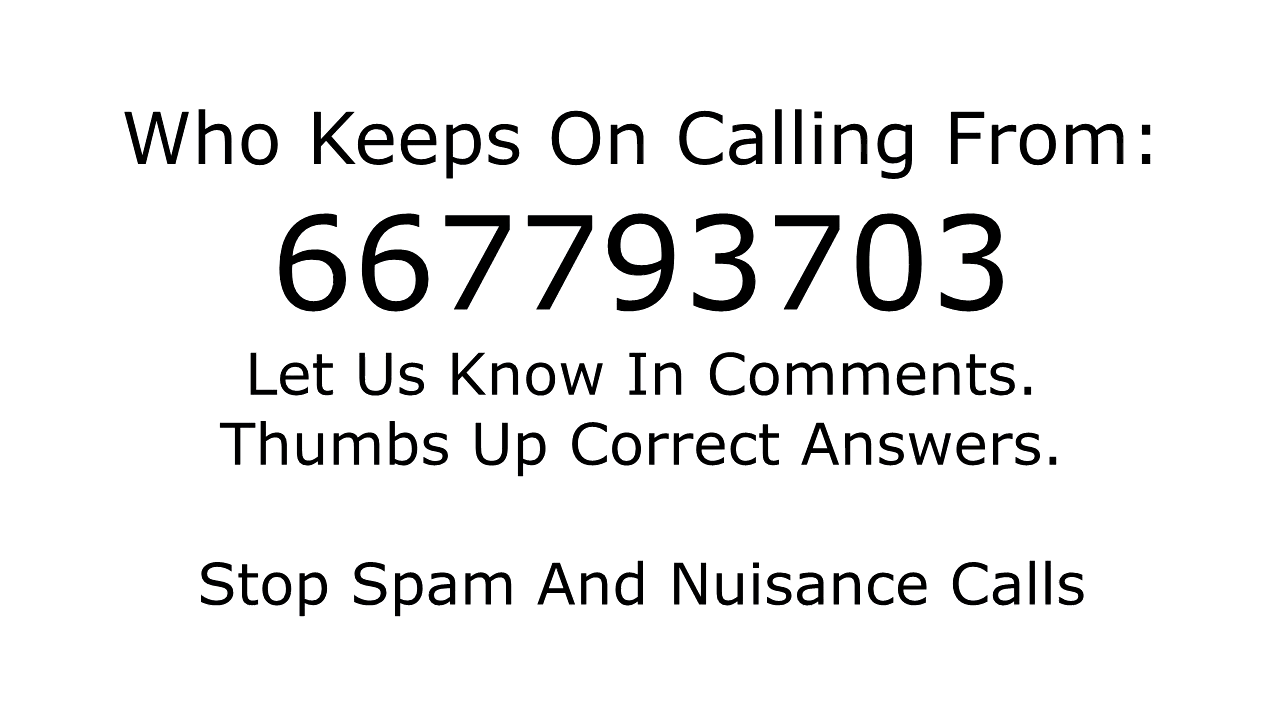 Who Keeps On Calling From:
667793703
Let Us Know In Comments.
Thumbs Up Correct Answers.
Stop Spam And Nuisance Calls